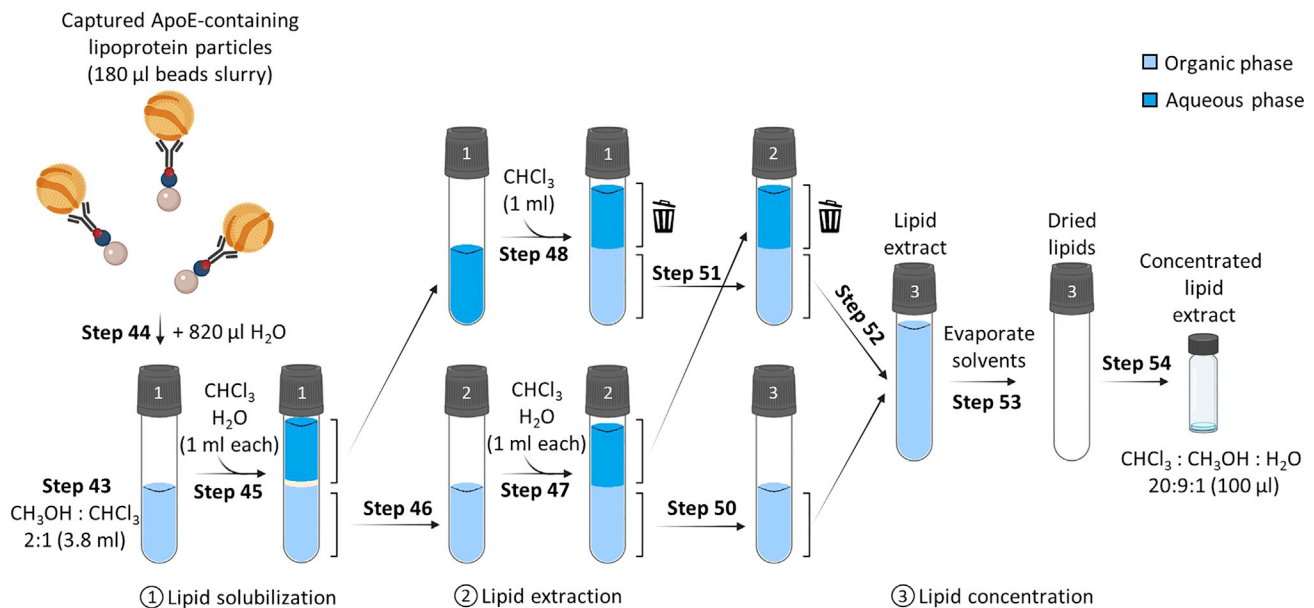 Captured ApoE-containing
lipoprotein particles
(180 µl beads slurry)
Organic phase
Aqueous phase
1
CHCl₃
(1 ml)
Step 48
1
Step 51
2
Step 52
Lipid
extract
3
Evaporate
solvents
Step 53
Dried
lipids
3
Step 54
Concentrated
lipid
extract
CHCl₃ : CH₃OH : H₂O
20:9:1 (100 µl)
Step 44 + 820 µl H₂O
Step 43
CH₃OH : CHCl₃
2:1 (3.8 ml)
1
CHCl₃
H₂O
(1 ml each)
Step 45
1
Step 46
2
CHCl₃
H₂O
(1 ml each)
Step 47
2
Step 50
3
① Lipid solubilization
② Lipid extraction
③ Lipid concentration